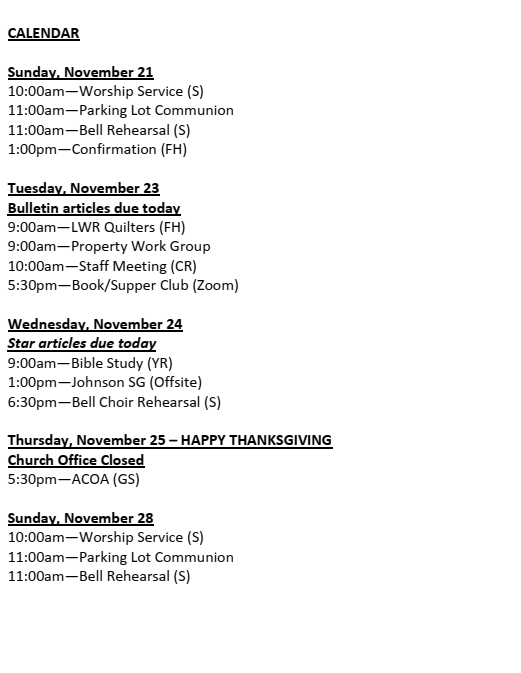 CALENDAR
Sunday, November 21
10:00am—Worship Service (S)
11:00am—Parking Lot Communion
11:00am—Bell Rehearsal (S)
1:00pm—Confirmation (FH)
Tuesday, November 23
Bulletin articles due today
9:00am—LWR Quilters (FH)
9:00am—Property Work Group
10:00am—Staff Meeting (CR)
5:30pm—Book/Supper Club (Zoom)
Wednesday, November 24
Star articles due today
9:00am—Bible Study (YR)
1:00pm—Johnson SG (Offsite)
6:30pm—Bell Choir Rehearsal (S)
Thursday, November 25 – HAPPY THANKSGIVING
Church Office Closed
5:30pm—ACOA (GS)
Sunday, November 28
10:00am—Worship Service (S)
11:00am—Parking Lot Communion
11:00am—Bell Rehearsal (S)